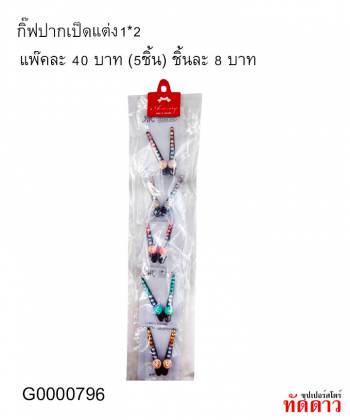 กิ๊ฟปากเป็ดแต่ง1*2
แพ๊คละ 40 บาท (5ชิ้น) ชิ้นละ 8 บาท
G0000796
ซุปเปอร์สโตร์
ทัดดาว